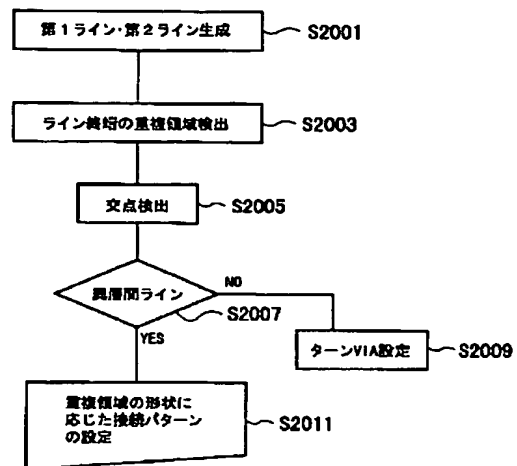 第1ライン・第2ライン生成
S2001
ライン終端の重複領域検出
S2003
交点検出
S2005
異層間ライン
NO
S2007
YES
ターンVIA設定
S2009
重複領域の形状に
応じた接続パターン
の設定
S2011